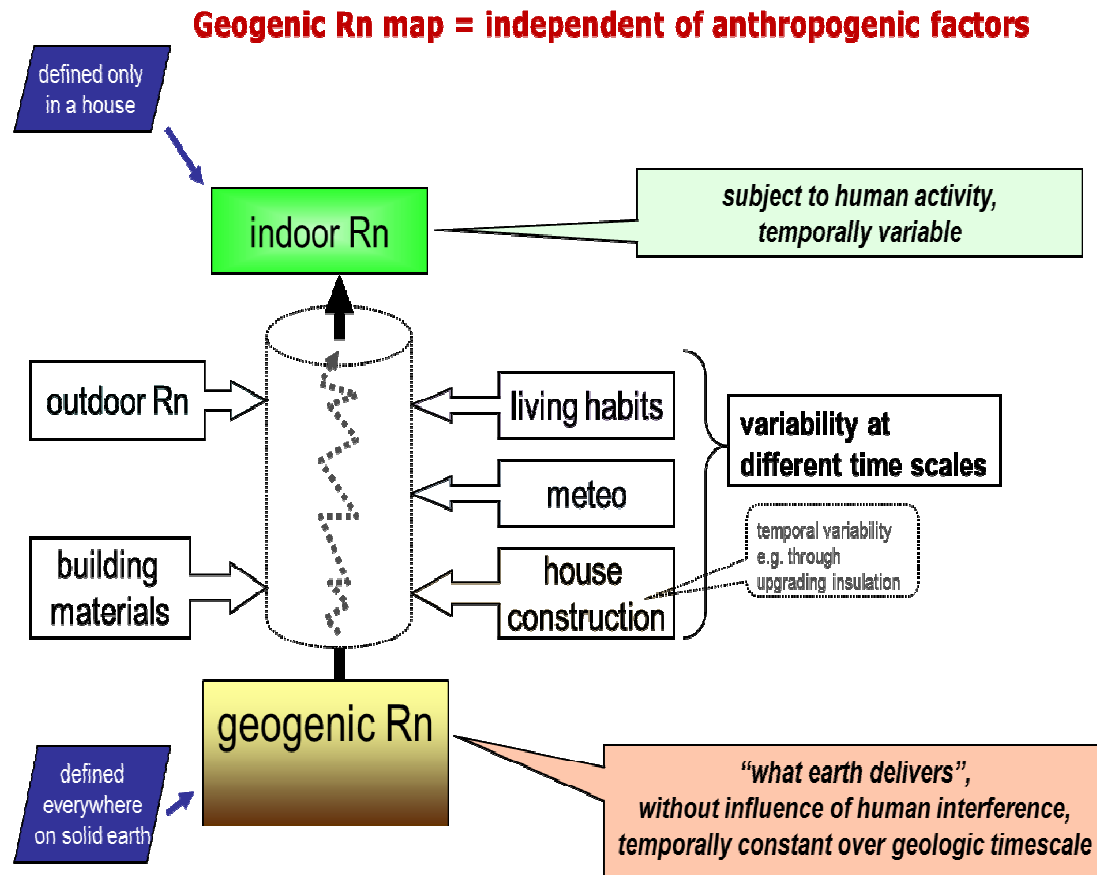 Geogenic Rn map = independent of anthropogenic factors
defined only
in a house
indoor Rn
subject to human activity,
temporally variable
outdoor Rn
living habits
variability at
different time scales
meteo
temporal variability
e.g. through
upgrading insulation
building
materials
house
construction
geogenic Rn
defined
everywhere
on solid earth
“what earth delivers”,
without influence of human interference,
temporally constant over geologic timescale